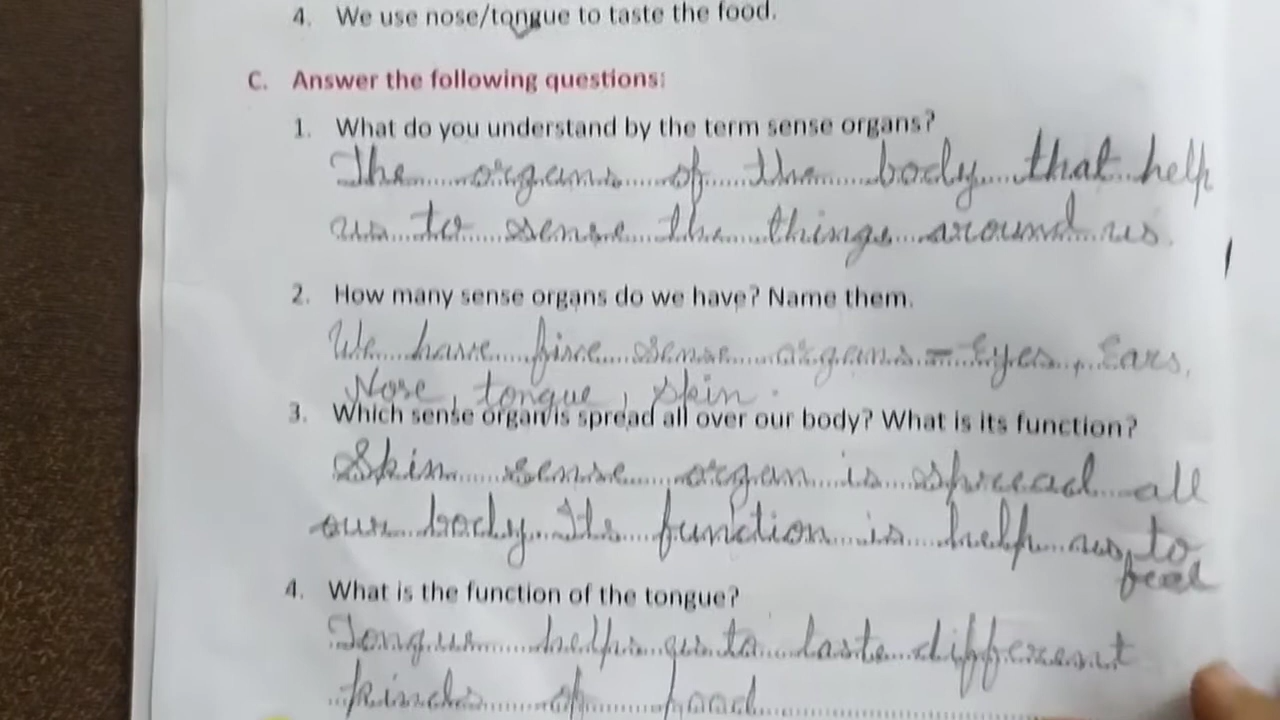 4. We use nose/tongue to taste the food.
C. Answer the following questions:
1. What do you understand by the term sense organs?
The organs of the body that help
us to sense the things around us.
2. How many sense organs do we have? Name them.
We have five sense organs - Eyes, Ears,
Nose, tongue, skin.
3. Which sense organ is spread all over our body? What is its function?
Skin sense organ is spread all
our body. Its function is help us to
feel
4. What is the function of the tongue?
Tongue helps us to taste different
kinds of food